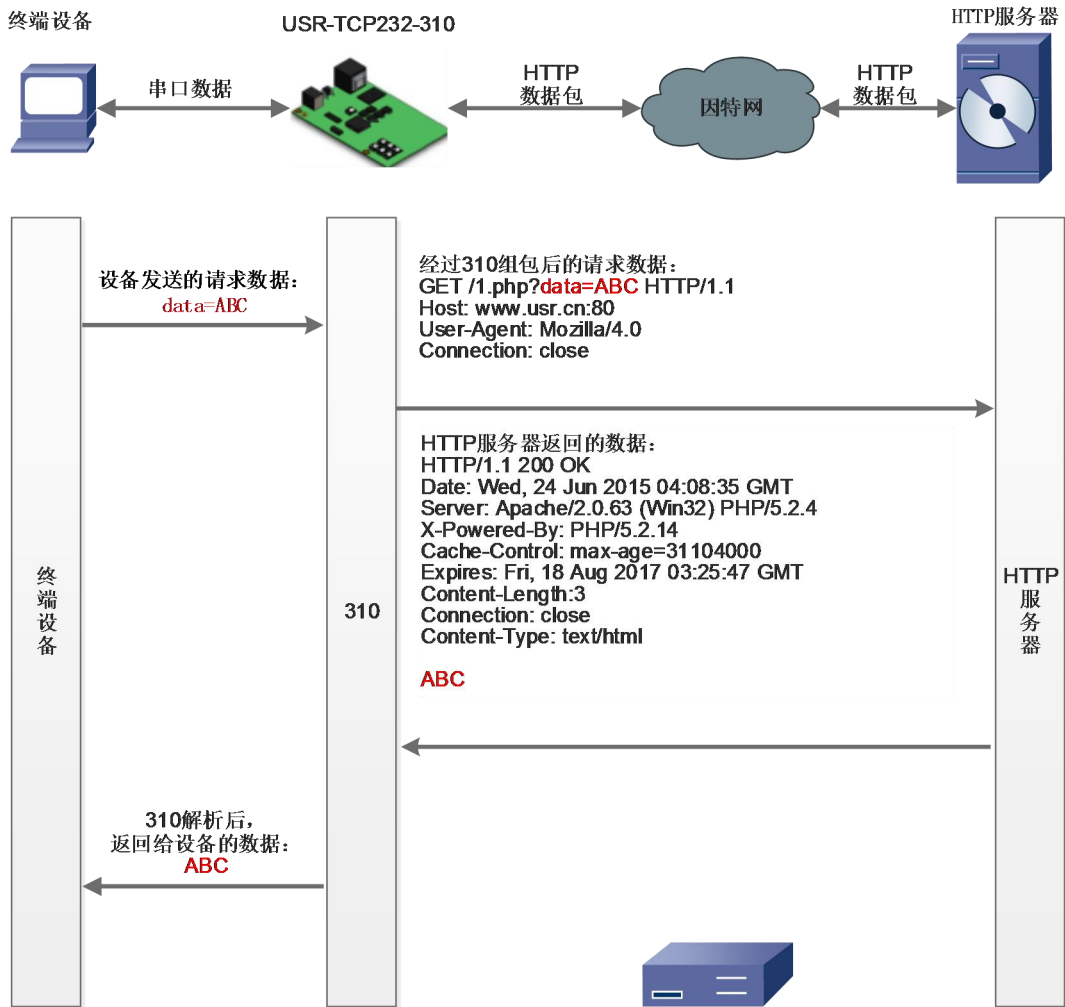 终端设备
USR-TCP232-310
HTTP服务器
串口数据
HTTP
数据包
因特网
HTTP
数据包
设备发送的请求数据：
data=ABC
经过310组包后的请求数据：
GET /1.php?data=ABC HTTP/1.1
Host: www.usr.cn:80
User-Agent: Mozilla/4.0
Connection: close
HTTP服务器返回的数据：
HTTP/1.1 200 OK
Date: Wed, 24 Jun 2015 04:08:35 GMT
Server: Apache/2.0.63 (Win32) PHP/5.2.4
X-Powered-By: PHP/5.2.14
Cache-Control: max-age=31104000
Expires: Fri, 18 Aug 2017 03:25:47 GMT
Content-Length:3
Connection: close
Content-Type: text/html
ABC
终
端
设
备
310
HTTP
服
务
器
310解析后，
返回给设备的数据：
ABC